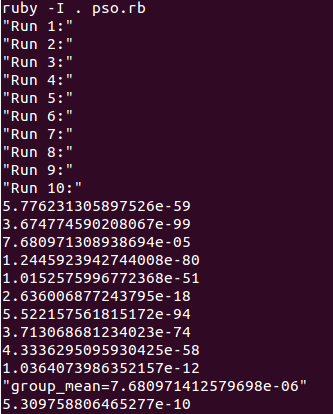 ruby -I . pso.rb
"Run 1:"
"Run 2:"
"Run 3:"
"Run 4:"
"Run 5:"
"Run 6:"
"Run 7:"
"Run 8:"
"Run 9:"
"Run 10:"
5.776231305897526e-59
3.674774590208067e-99
7.680971308938694e-05
1.2445923942744008e-80
1.0152575996772368e-51
2.636006877243795e-18
5.522157561815172e-94
3.713068681234023e-74
4.3336295095930425e-58
1.0364073986352157e-12
"group_mean=7.680971412579698e-06"
5.309758806465277e-10